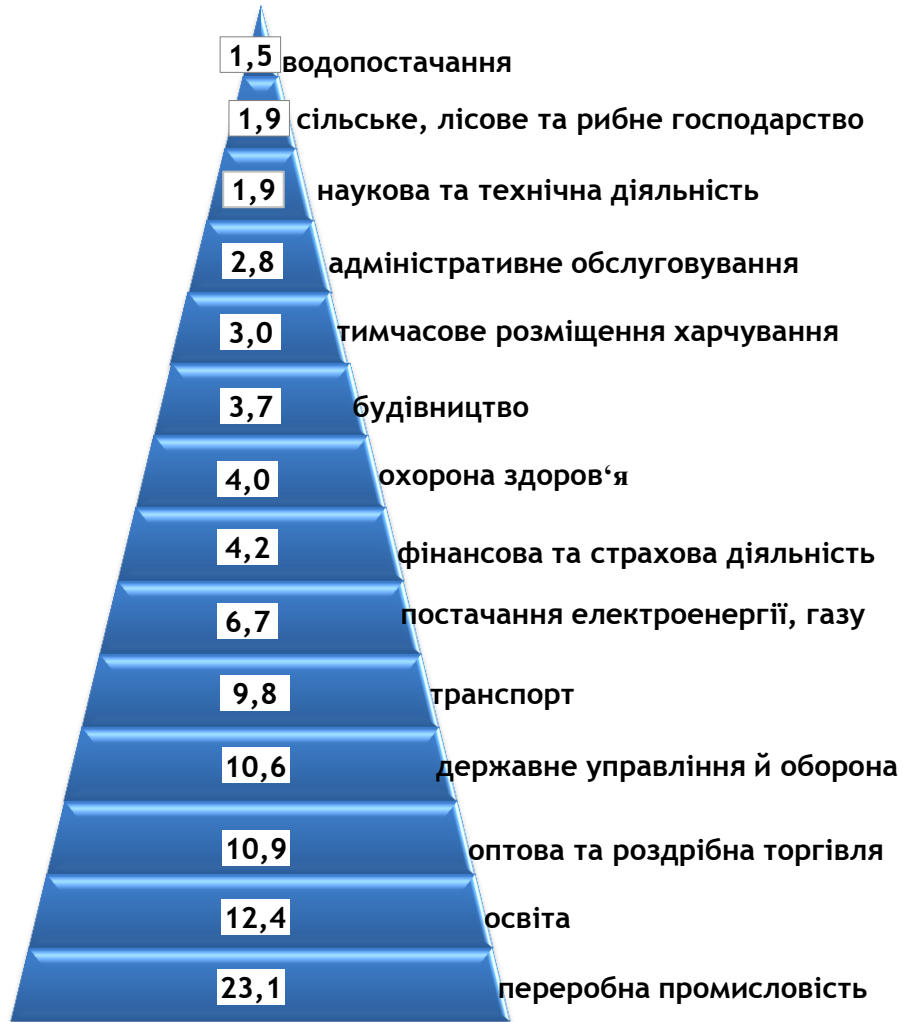 1,5 водопостачання
1,9 сільське, лісове та рибне господарство
1,9 наукова та технічна діяльність
2,8 адміністративне обслуговування
3,0 тимчасове розміщення харчування
3,7 будівництво
4,0 охорона здоров‘я
4,2 фінансова та страхова діяльність
6,7 постачання електроенергії, газу
9,8 транспорт
10,6 державне управління й оборона
10,9 оптова та роздрібна торгівля
12,4 освіта
23,1 переробна промисловість